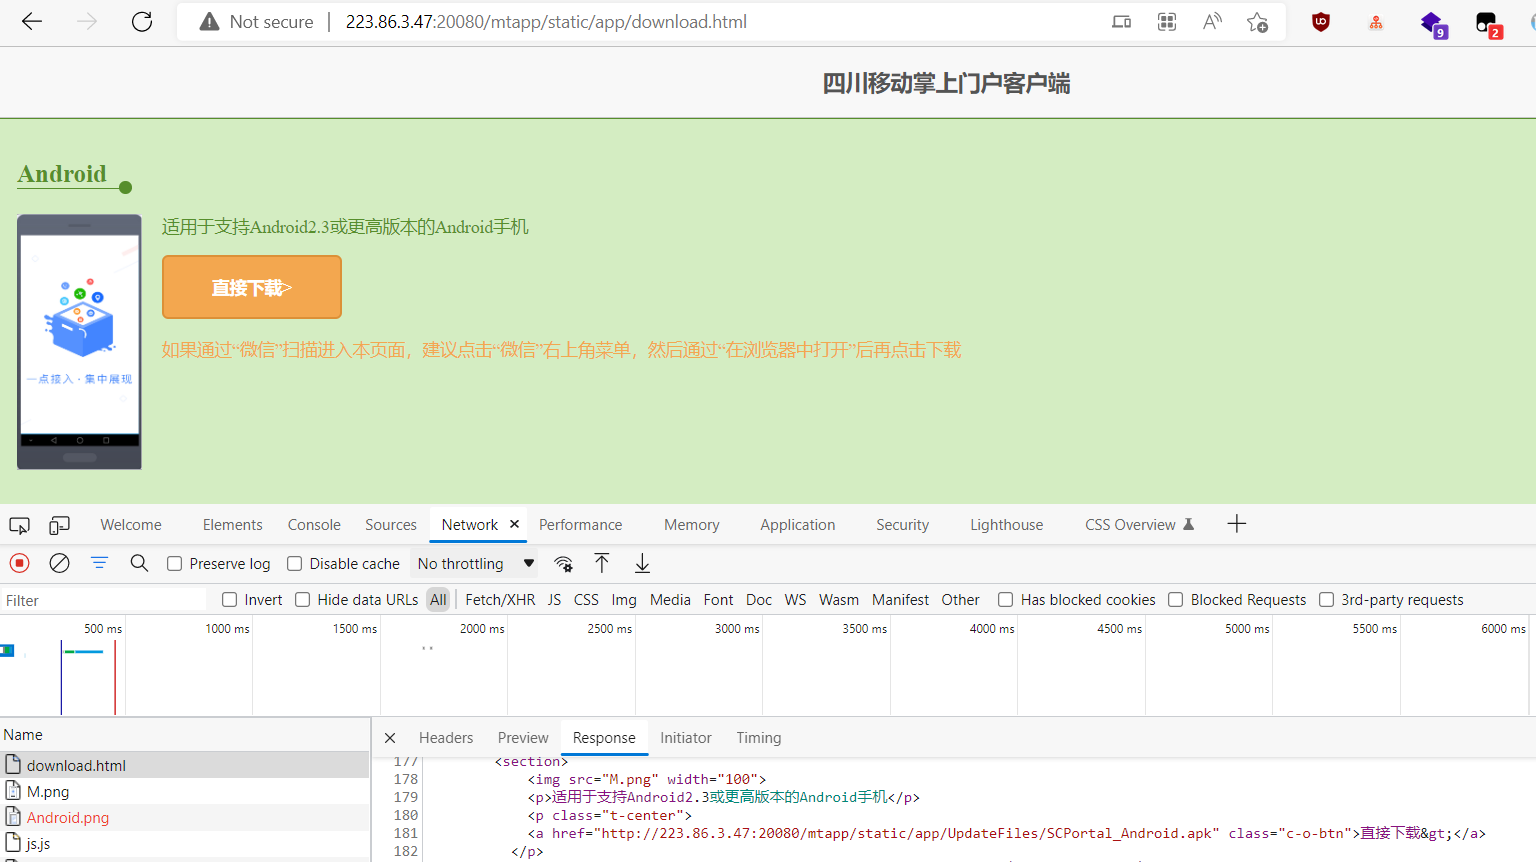 Not secure | 223.86.3.47:20080/mtapp/static/app/download.html
9
2
四川移动掌上门户客户端
Android
适用于支持Android2.3或更高版本的Android手机
直接下载>
如果通过“微信”扫描进入本页面，建议点击“微信”右上角菜单，然后通过“在浏览器中打开”后再点击下载
一点接入·集中展现
Welcome Elements Console Sources Network Performance Memory Application Security Lighthouse CSS Overview
Preserve log Disable cache No throttling
Filter Invert Hide data URLs All Fetch/XHR JS CSS Img Media Font Doc WS Wasm Manifest Other Has blocked cookies Blocked Requests 3rd-party requests
500 ms 1000 ms 1500 ms 2000 ms 2500 ms 3000 ms 3500 ms 4000 ms 4500 ms 5000 ms 5500 ms 6000 ms
Name
download.html
M.png
Android.png
js.js
Headers Preview Response Initiator Timing
177 <section>
178 <img src="M.png" width="100">
179 <p>适用于支持Android2.3或更高版本的Android手机</p>
180 <p class="t-center">
181 <a href="http://223.86.3.47:20080/mtapp/static/app/UpdateFiles/SCPortal_Android.apk" class="c-o-btn">直接下载&gt;</a>
182 </p>